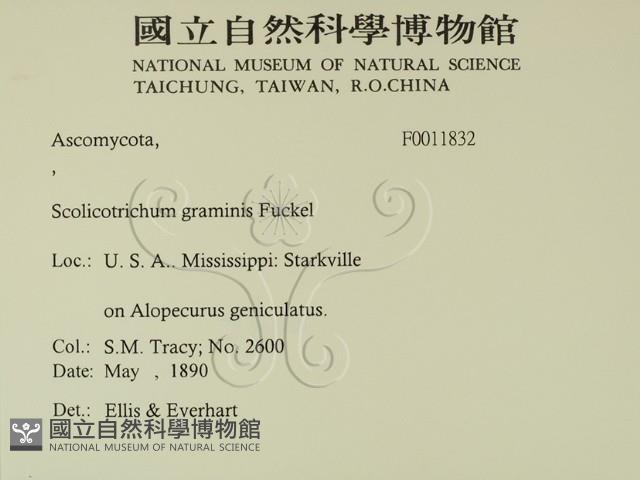 國立自然科學博物館
NATIONAL MUSEUM OF NATURAL SCIENCE
TAICHUNG, TAIWAN, R.O.CHINA
Ascomycota, F0011832
,
Scolicotrichum graminis Fuckel
Loc.: U. S. A.. Mississippi: Starkville
on Alopecurus geniculatus.
Col.: S.M. Tracy; No. 2600
Date: May , 1890
Det.: Ellis & Everhart
國立自然科學博物館
NATIONAL MUSEUM OF NATURAL SCIENCE